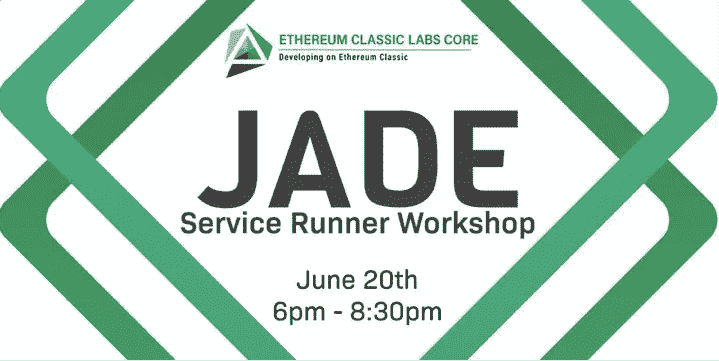 ETHEREUM CLASSIC LABS CORE
Developing on Ethereum Classic
JADE
Service Runner Workshop
June 20th
6pm - 8:30pm